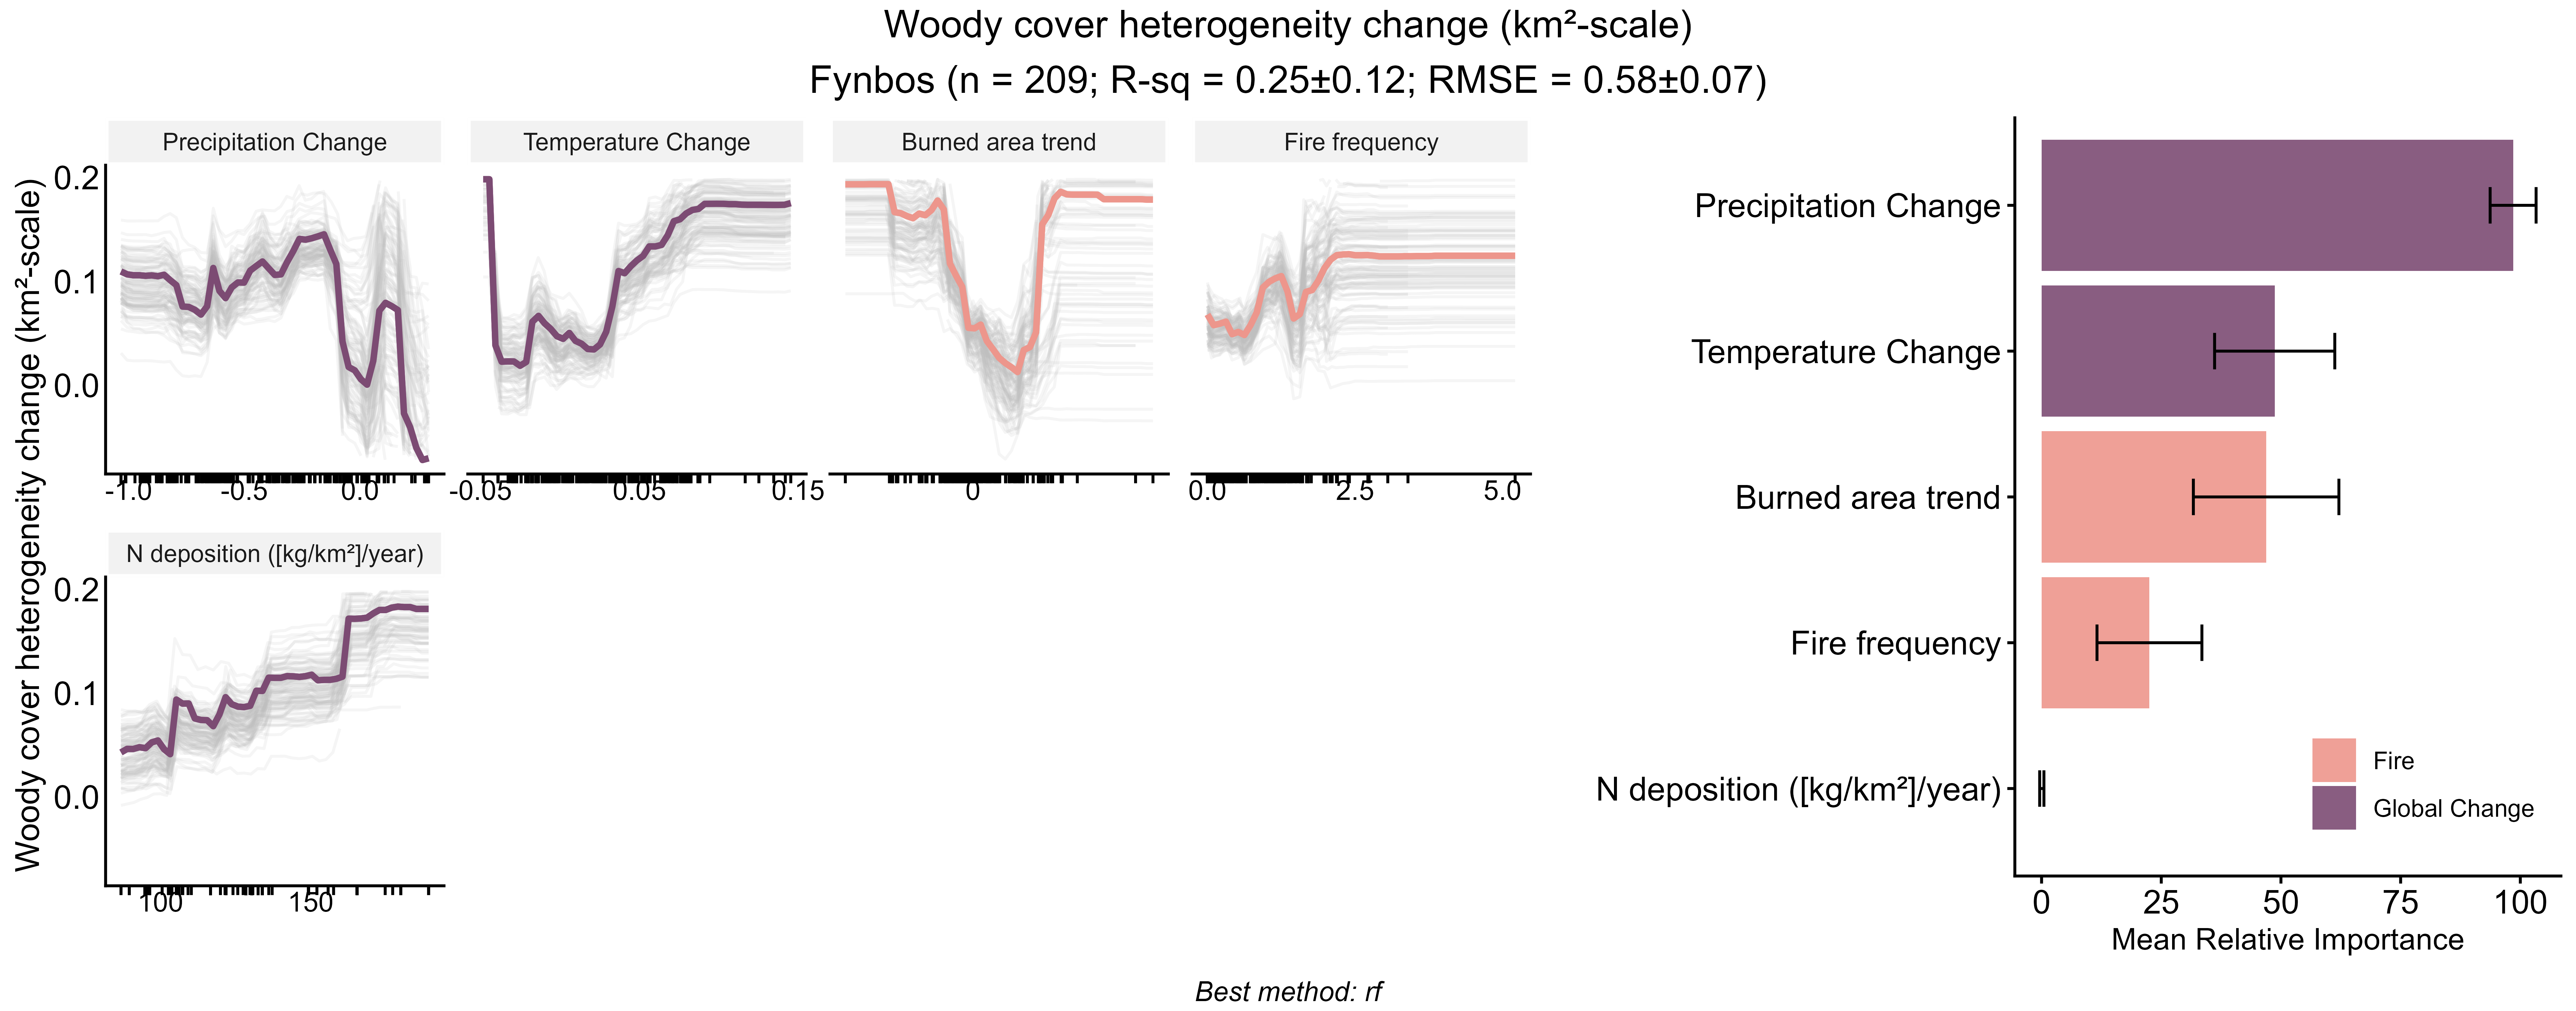 Woody cover heterogeneity change (km²-scale)
Fynbos (n = 209; R-sq = 0.25±0.12; RMSE = 0.58±0.07)
Woody cover heterogeneity change (km²-scale)
Precipitation Change
Temperature Change
Burned area trend
Fire frequency
0.2
0.1
0.0
-1.0 -0.5 0.0
-0.05 0.05 0.15
0
0.0 2.5 5.0
N deposition ([kg/km²]/year)
0.2
0.1
0.0
100 150
Precipitation Change
Temperature Change
Burned area trend
Fire frequency
N deposition ([kg/km²]/year)
Fire
Global Change
0 25 50 75 100
Mean Relative Importance
Best method: rf